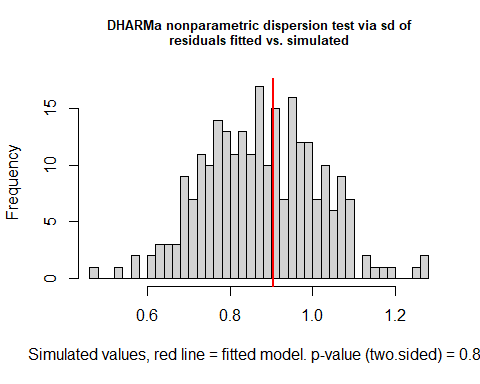 DHARMa nonparametric dispersion test via sd of
residuals fitted vs. simulated
Frequency
15
10
5
0
0.6 0.8 1.0 1.2
Simulated values, red line = fitted model. p-value (two.sided) = 0.8